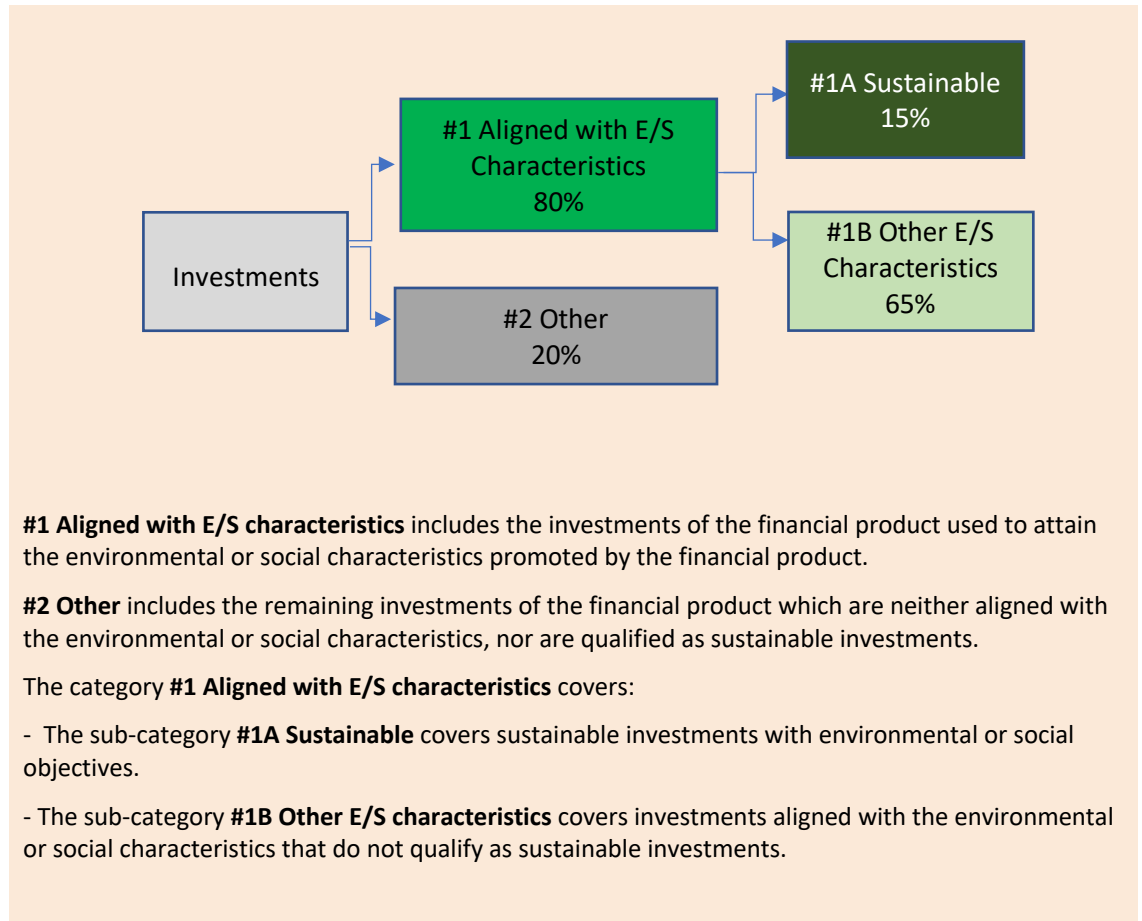 #1A Sustainable
15%
#1 Aligned with E/S
Characteristics
80%
#1B Other E/S
Characteristics
65%
Investments
#2 Other
20%
#1 Aligned with E/S characteristics includes the investments of the financial product used to attain
the environmental or social characteristics promoted by the financial product.
#2 Other includes the remaining investments of the financial product which are neither aligned with
the environmental or social characteristics, nor are qualified as sustainable investments.
The category #1 Aligned with E/S characteristics covers:
- The sub-category #1A Sustainable covers sustainable investments with environmental or social
objectives.
- The sub-category #1B Other E/S characteristics covers investments aligned with the environmental
or social characteristics that do not qualify as sustainable investments.